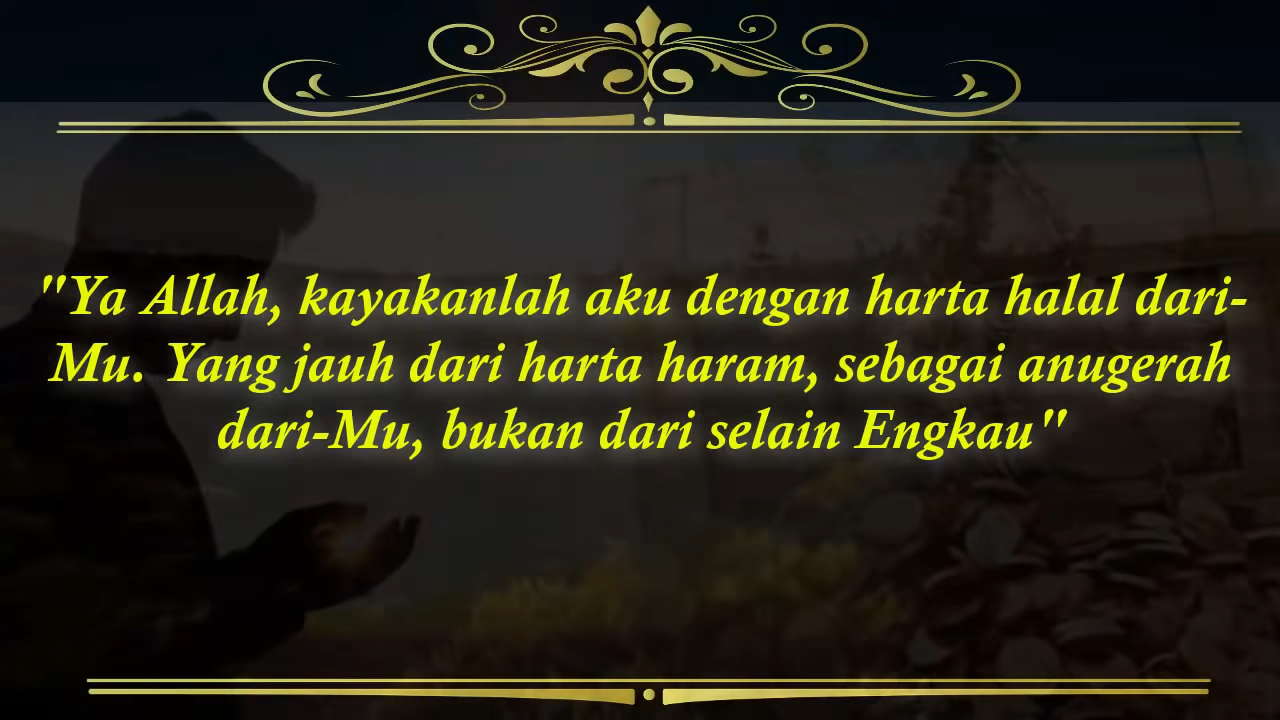 "Ya Allah, kayakanlah aku dengan harta halal dari-
Mu. Yang jauh dari harta haram, sebagai anugerah
dari-Mu, bukan dari selain Engkau"